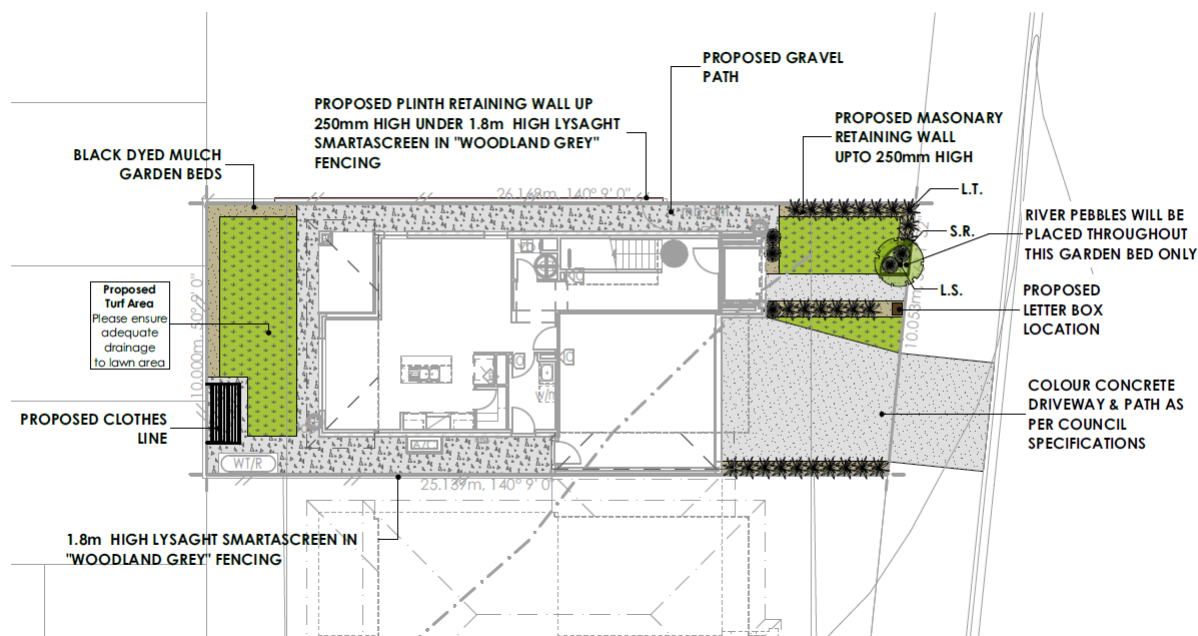 PROPOSED GRAVEL
PATH
PROPOSED PLINTH RETAINING WALL UP
250mm HIGH UNDER 1.8m HIGH LYSAGHT
SMARTASCREEN IN "WOODLAND GREY"
FENCING
PROPOSED MASONARY
RETAINING WALL
UPTO 250mm HIGH
BLACK DYED MULCH
GARDEN BEDS
26.168m, 140° 9' 0"
L.T.
S.R.
L.S.
RIVER PEBBLES WILL BE
PLACED THROUGHOUT
THIS GARDEN BED ONLY
PROPOSED
LETTER BOX
LOCATION
10.053m
Proposed
Turf Area
Please ensure
adequate
drainage
to lawn area
10.000m, 50° 9' 0"
COLOUR CONCRETE
DRIVEWAY & PATH AS
PER COUNCIL
SPECIFICATIONS
PROPOSED CLOTHES
LINE
WT/R
A/C
25.139m, 140° 9' 0"
1.8m HIGH LYSAGHT SMARTASCREEN IN
"WOODLAND GREY" FENCING